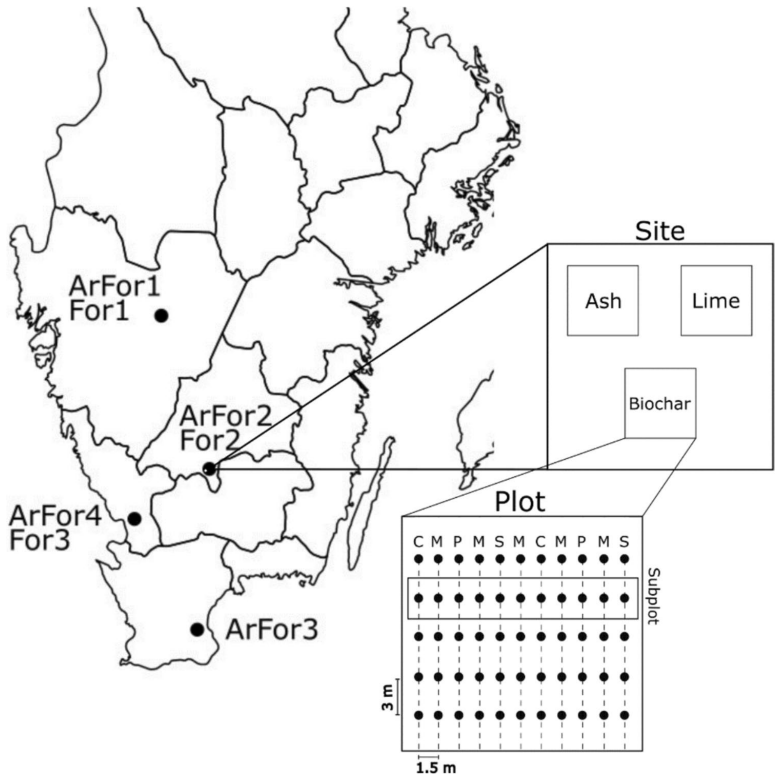 Site
Ash
Lime
Biochar
ArFor1
For1
ArFor2
For2
ArFor4
For3
ArFor3
Plot
C M P M S M C M P M S
Subplot
3 m
1.5 m